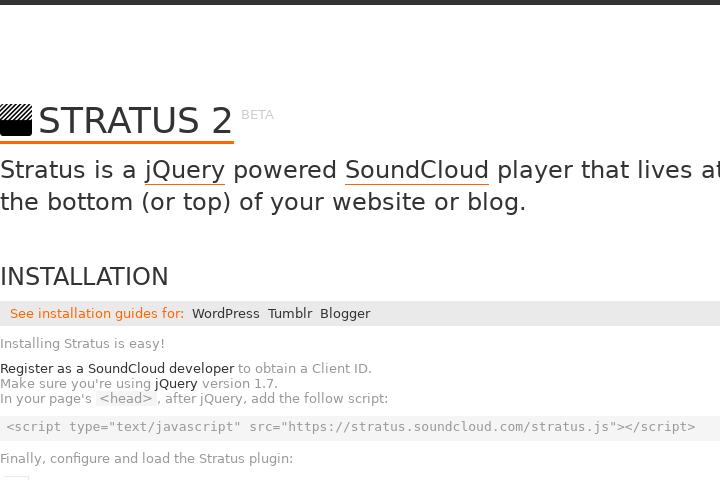 STRATUS 2 BETA
Stratus is a jQuery powered SoundCloud player that lives at
the bottom (or top) of your website or blog.
INSTALLATION
See installation guides for: WordPress Tumblr Blogger
Installing Stratus is easy!
Register as a SoundCloud developer to obtain a Client ID.
Make sure you're using jQuery version 1.7.
In your page's <head>, after jQuery, add the follow script:
<script type="text/javascript" src="https://stratus.soundcloud.com/stratus.js"></script>
Finally, configure and load the Stratus plugin: